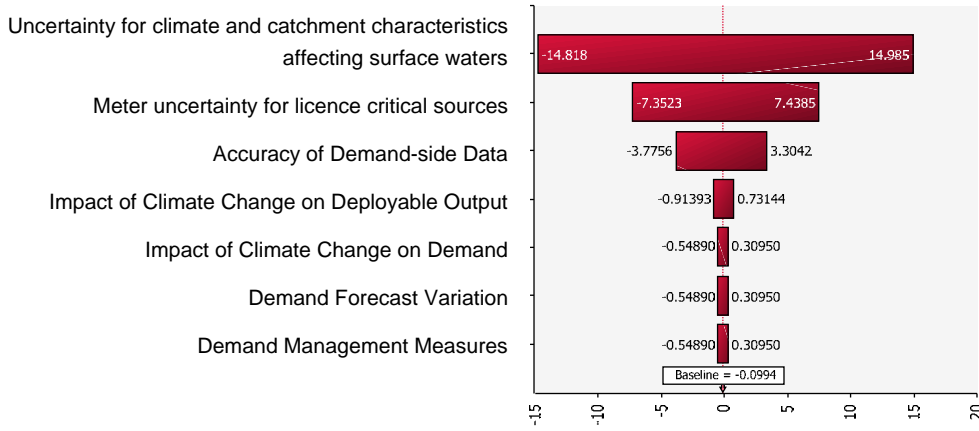 Uncertainty for climate and catchment characteristics
affecting surface waters
-14.818 14.985
Meter uncertainty for licence critical sources
-7.3523 7.4385
Accuracy of Demand-side Data
-3.7756 3.3042
Impact of Climate Change on Deployable Output
-0.91393 0.73144
Impact of Climate Change on Demand
-0.54890 0.30950
Demand Forecast Variation
-0.54890 0.30950
Demand Management Measures
-0.54890 0.30950
Baseline = -0.0994
-15 -10 -5 0 5 10 15 20